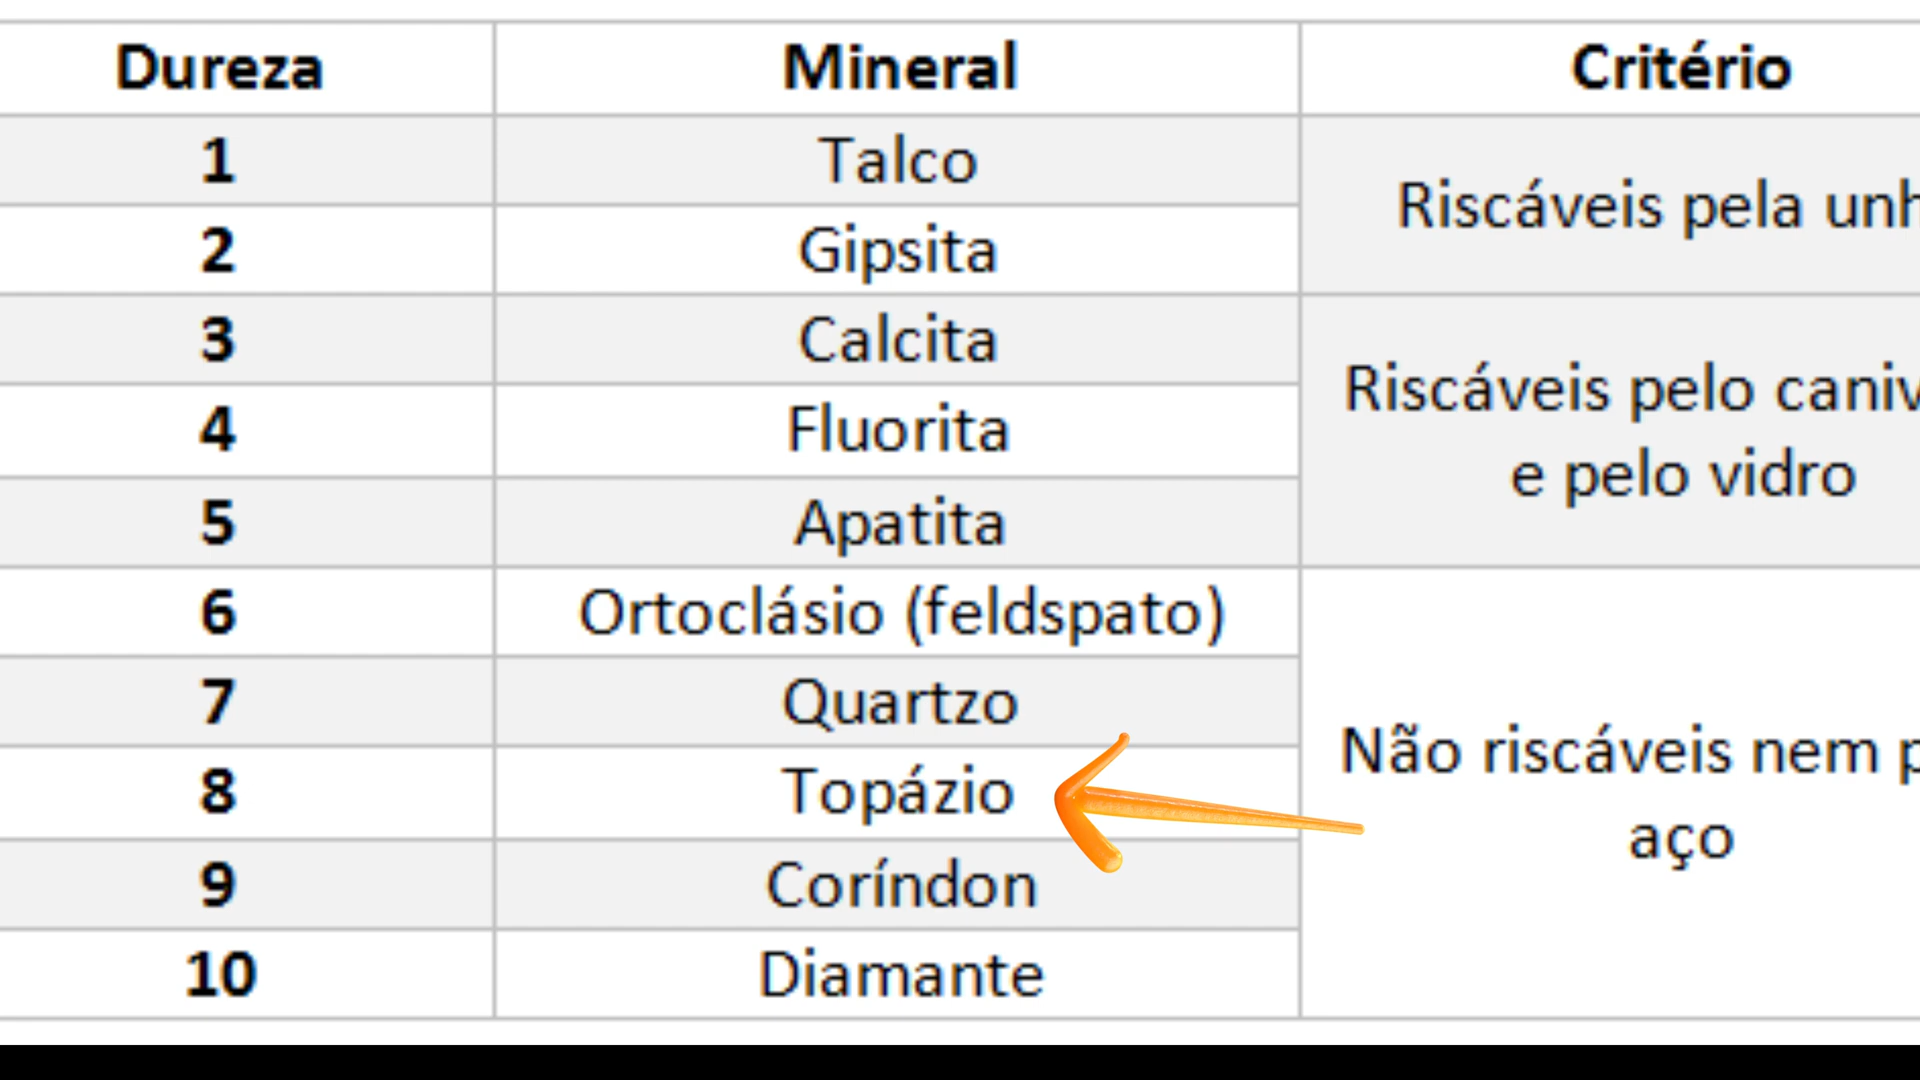 Dureza Mineral Critério
1 Talco
Riscáveis pela
2 Gipsita
3 Calcita
Riscáveis pelo
4 Fluorita
e pelo vidro
5 Apatita
6 Ortoclásio (feldspato)
7 Quartzo
Não riscáveis nem
8 Topázio
aço
9 Coríndon
10 Diamante